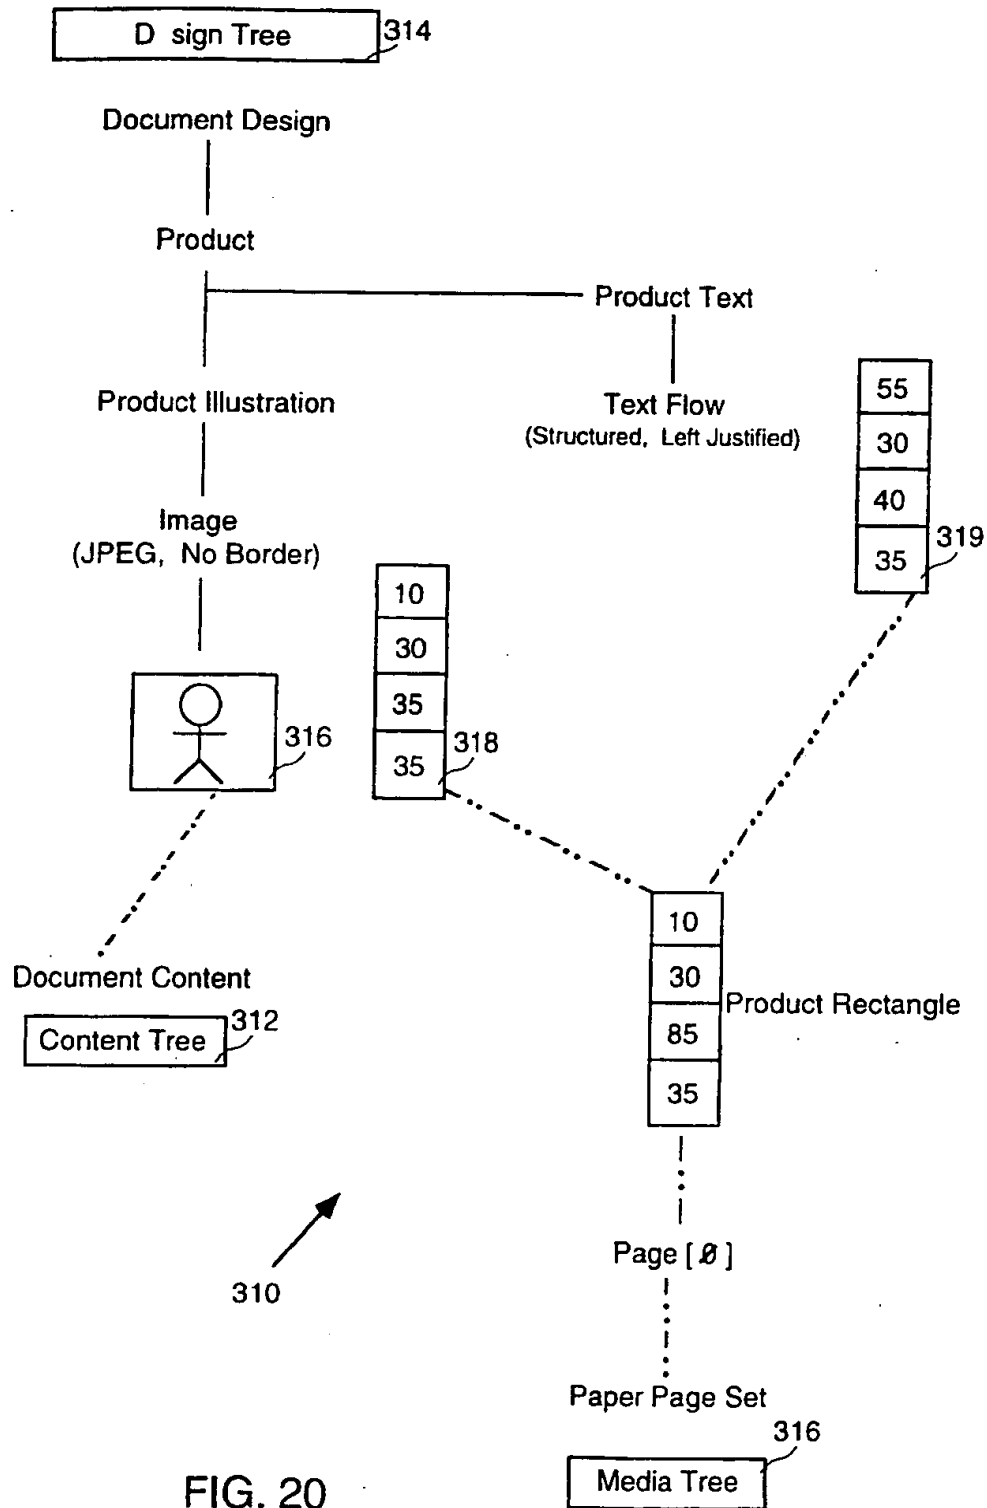 D sign Tree
314
Document Design
Product
Product Text
Product Illustration
Text Flow
(Structured, Left Justified)
55
30
40
35
319
Image
(JPEG, No Border)
10
30
35
35
318
316
Document Content
Content Tree
312
10
30
85
35
Product Rectangle
310
Page [0]
Paper Page Set
316
Media Tree
FIG. 20